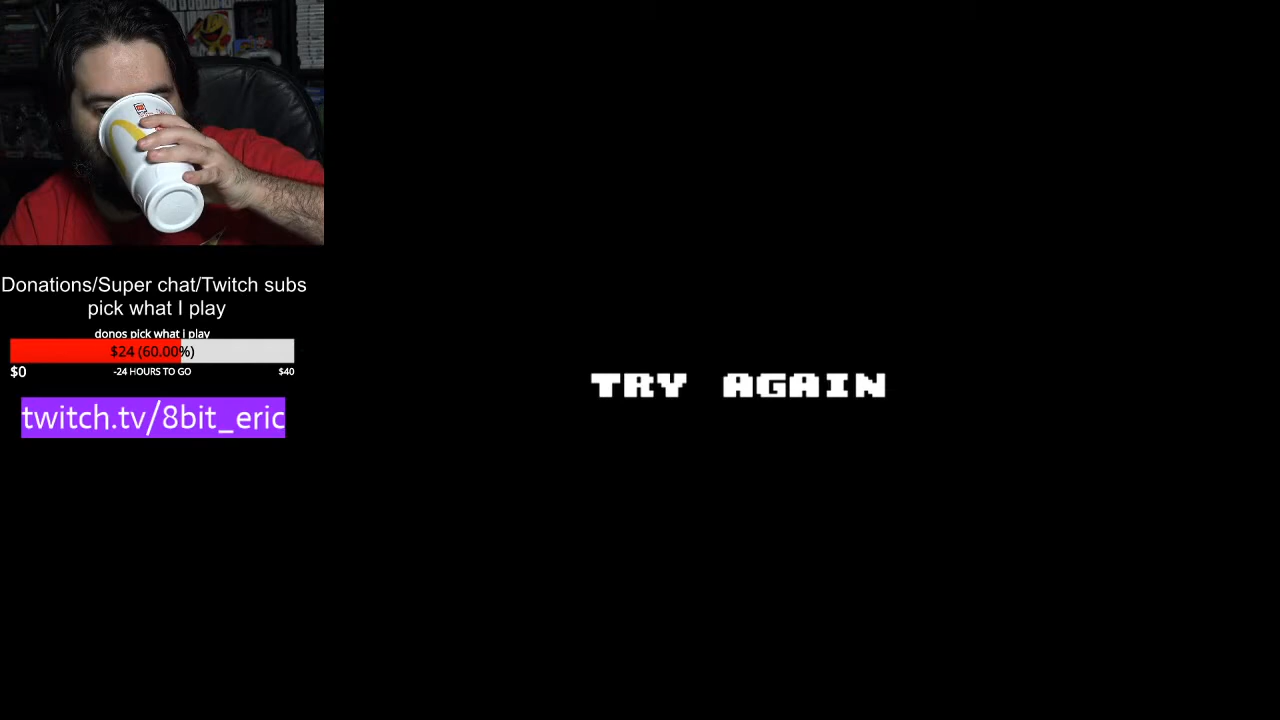 Donations/Super chat/Twitch subs
pick what I play
donos pick what i play
$24 (60.00%)
$0
-24 HOURS TO GO
$40
twitch.tv/8bit_eric
TRY AGAIN